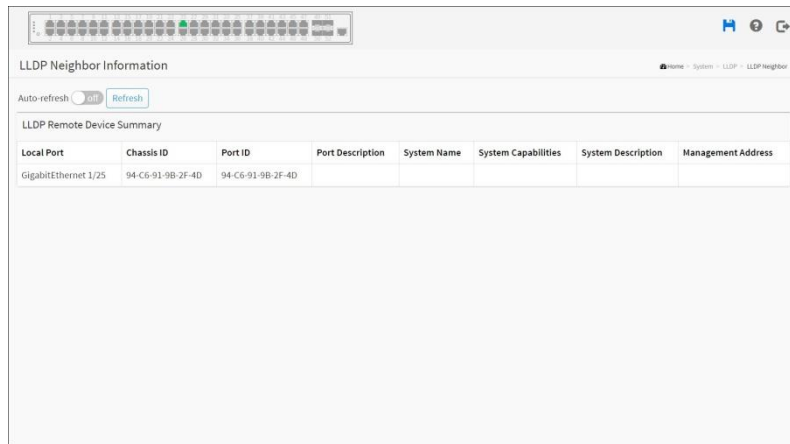 LLDP Neighbor Information
Home > System > LLDP > LLDP Neighbor
Auto-refresh off Refresh
LLDP Remote Device Summary
Local Port Chassis ID Port ID Port Description System Name System Capabilities System Description Management Address
GigabitEthernet 1/25 94-C6-91-9B-2F-4D 94-C6-91-9B-2F-4D